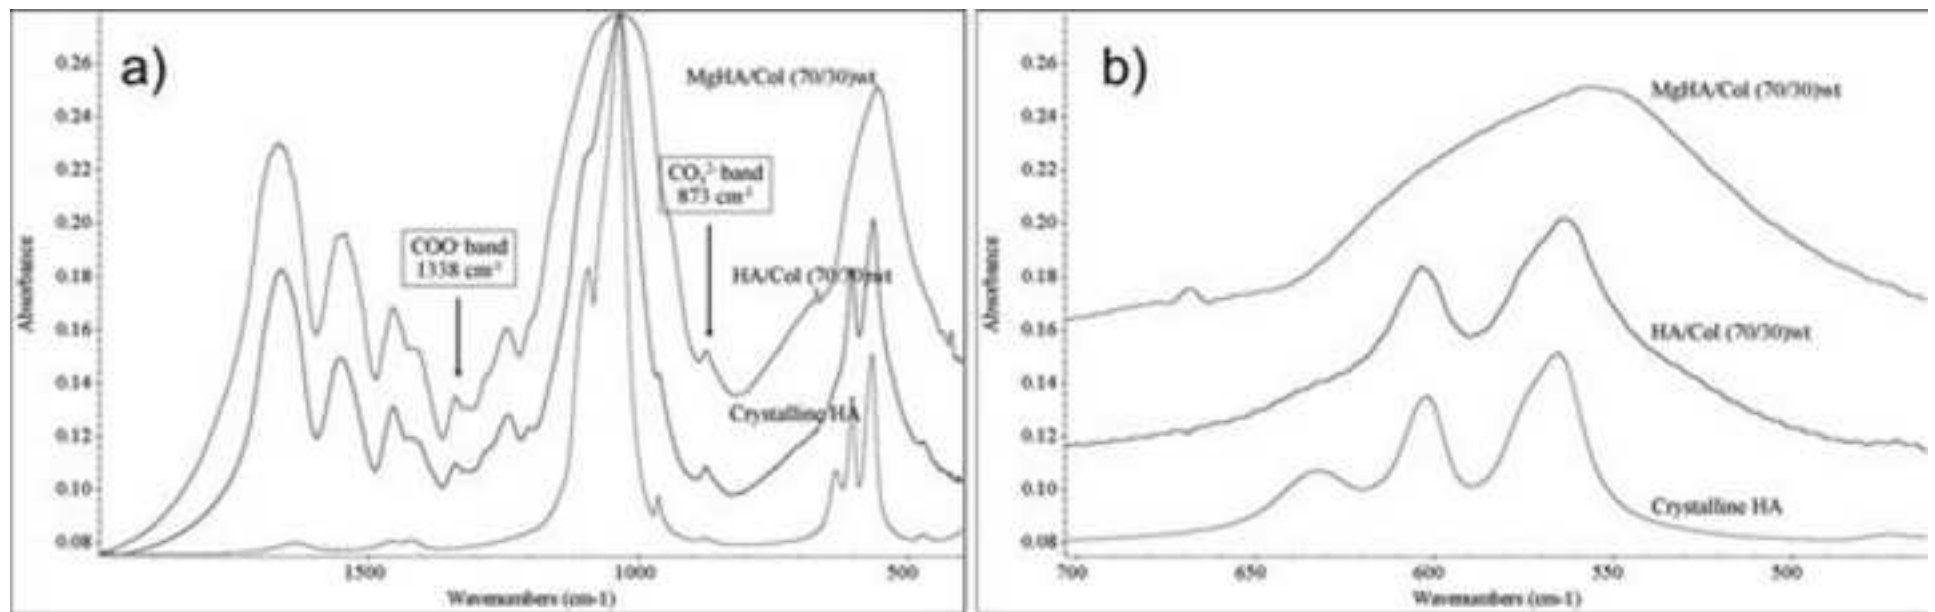 a)
0.26
0.24
0.22
0.20
0.18
0.16
0.14
0.12
0.10
0.08
Absorbance
MgHA/Col (70/30)wt
CO₃²⁻ band
873 cm⁻¹
COO⁻ band
1338 cm⁻¹
HA/Col (70/30)wt
Crystalline HA
1500
1000
500
Wavenumbers (cm-1)
b)
0.26
0.24
0.22
0.20
0.18
0.16
0.14
0.12
0.10
0.08
Absorbance
MgHA/Col (70/30)wt
HA/Col (70/30)wt
Crystalline HA
700
650
600
550
500
Wavenumbers (cm-1)